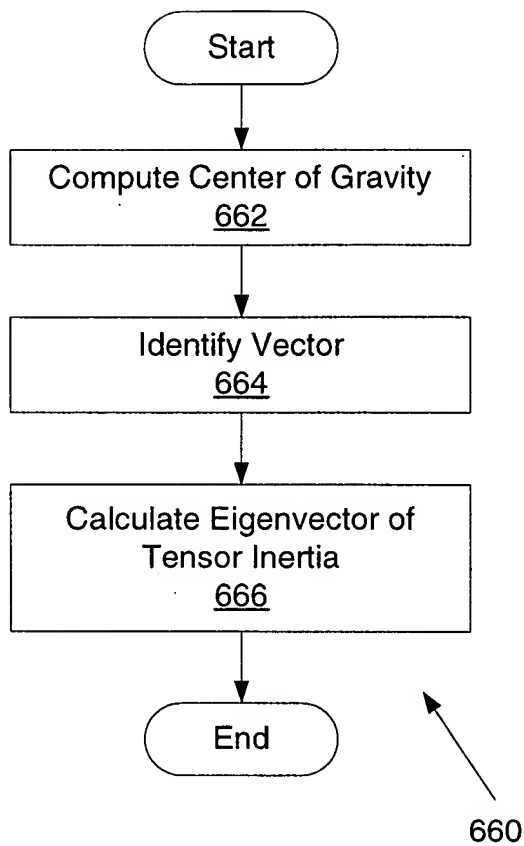 Start
Compute Center of Gravity
662
Identify Vector
664
Calculate Eigenvector of
Tensor Inertia
666
End
660